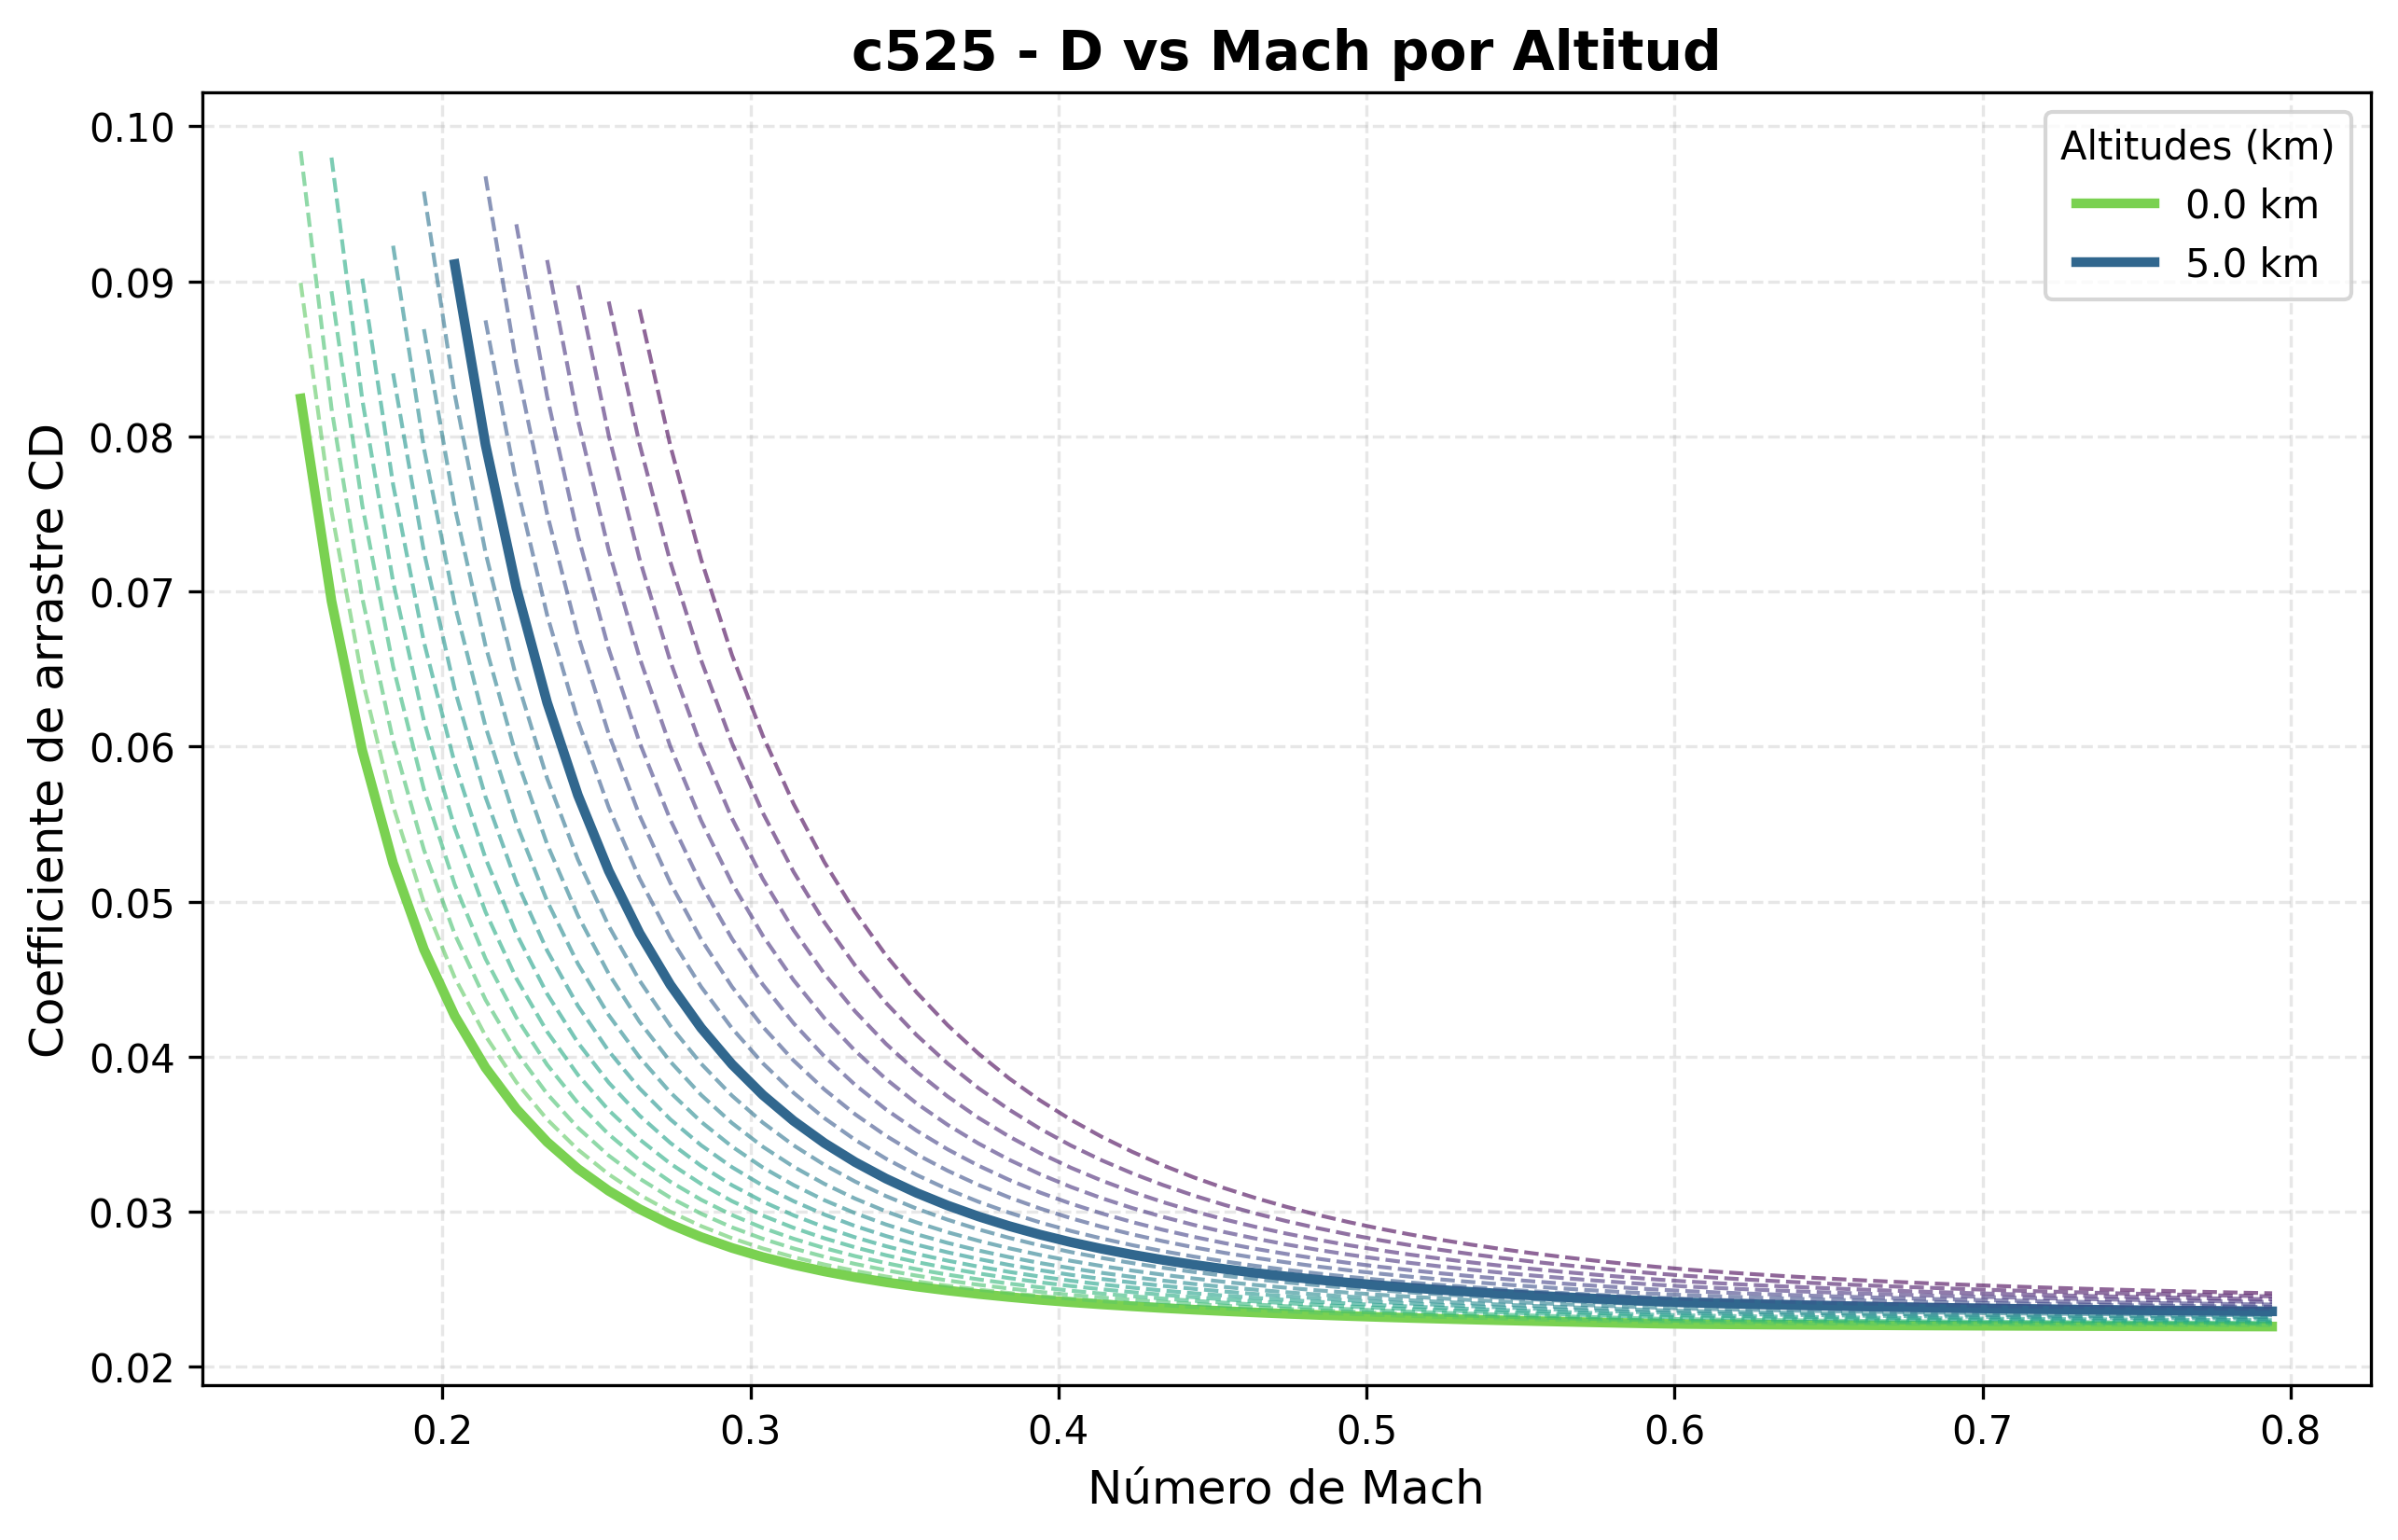 c525 - D vs Mach por Altitud
Altitudes (km)
0.0 km
5.0 km
Coefficiente de arrastre CD
0.10
0.09
0.08
0.07
0.06
0.05
0.04
0.03
0.02
0.2
0.3
0.4
0.5
0.6
0.7
0.8
Número de Mach